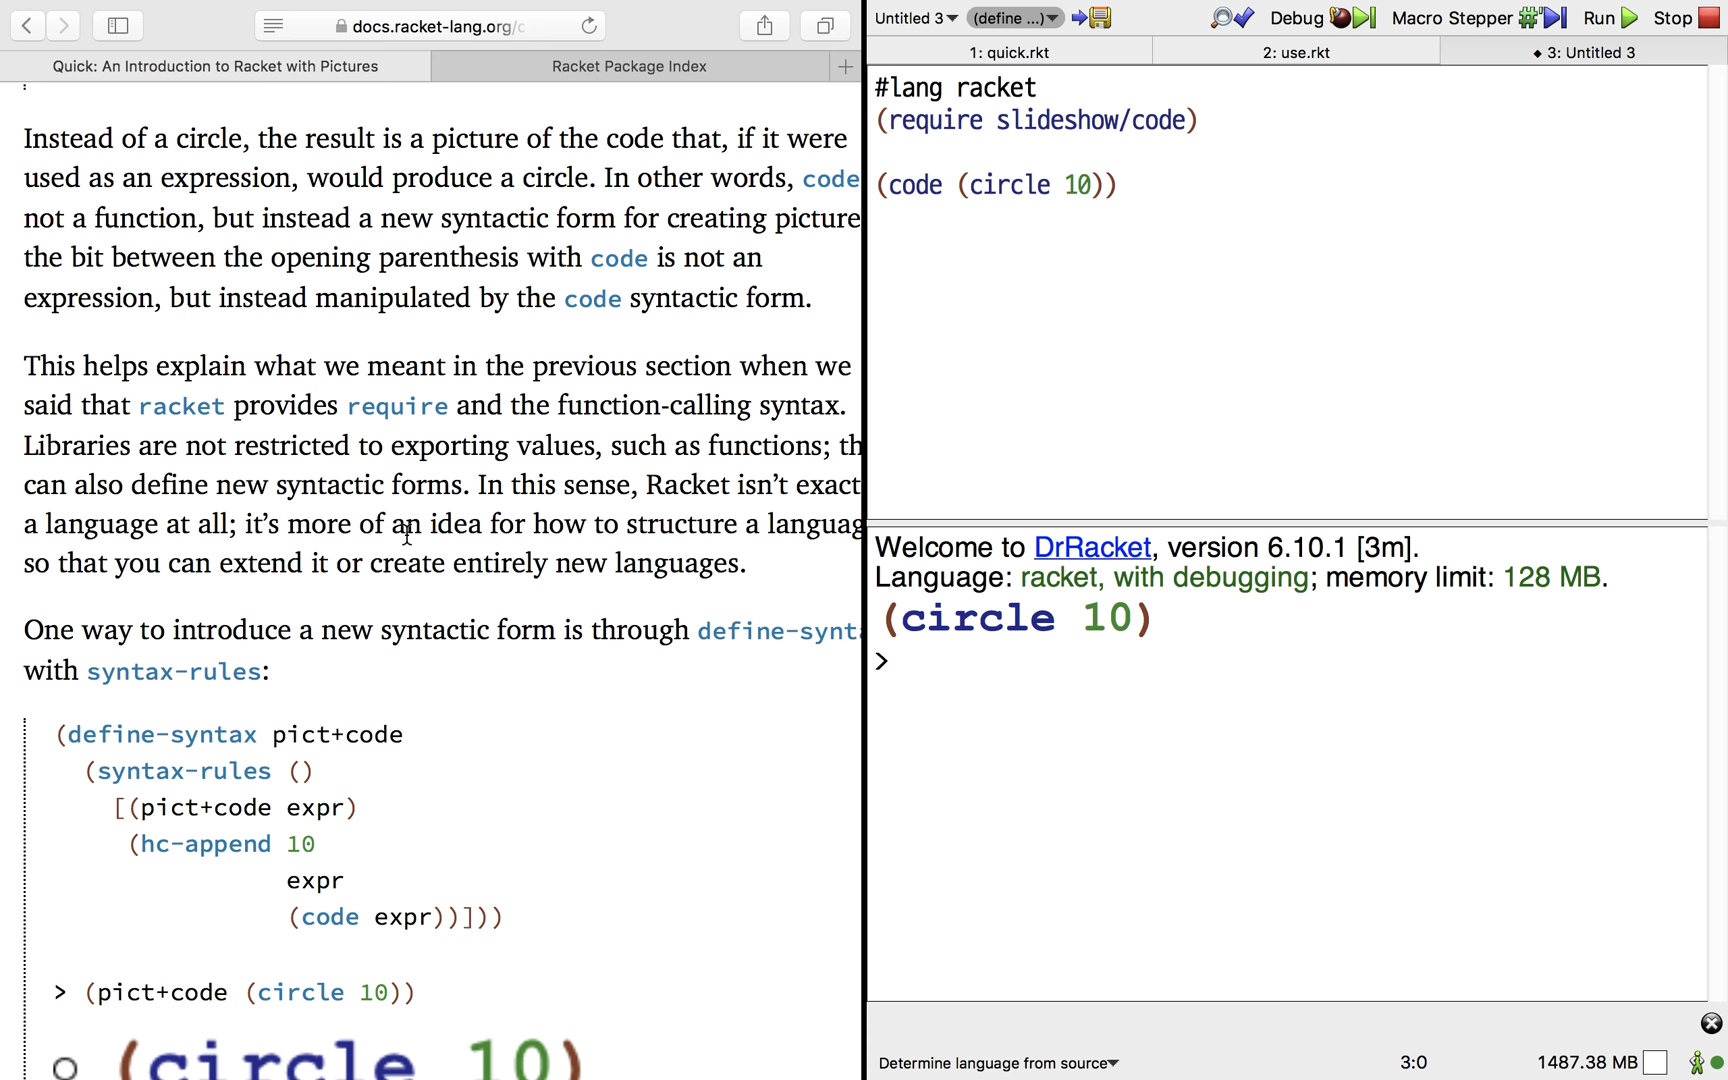 docs.racket-lang.org/c
Quick: An Introduction to Racket with Pictures
Racket Package Index
Instead of a circle, the result is a picture of the code that, if it were
used as an expression, would produce a circle. In other words, code
not a function, but instead a new syntactic form for creating picture
the bit between the opening parenthesis with code is not an
expression, but instead manipulated by the code syntactic form.
This helps explain what we meant in the previous section when we
said that racket provides require and the function-calling syntax.
Libraries are not restricted to exporting values, such as functions; th
can also define new syntactic forms. In this sense, Racket isn’t exact
a language at all; it’s more of an idea for how to structure a languag
so that you can extend it or create entirely new languages.
One way to introduce a new syntactic form is through define-synta
with syntax-rules:
(define-syntax pict+code
(syntax-rules ()
[(pict+code expr)
(hc-append 10
expr
(code expr))]))
> (pict+code (circle 10))
(circle 10)
Untitled 3 (define ...) Debug Macro Stepper Run Stop
1: quick.rkt
2: use.rkt
3: Untitled 3
#lang racket
(require slideshow/code)
(code (circle 10))
Welcome to DrRacket, version 6.10.1 [3m].
Language: racket, with debugging; memory limit: 128 MB.
(circle 10)
>
Determine language from source
3:0
1487.38 MB